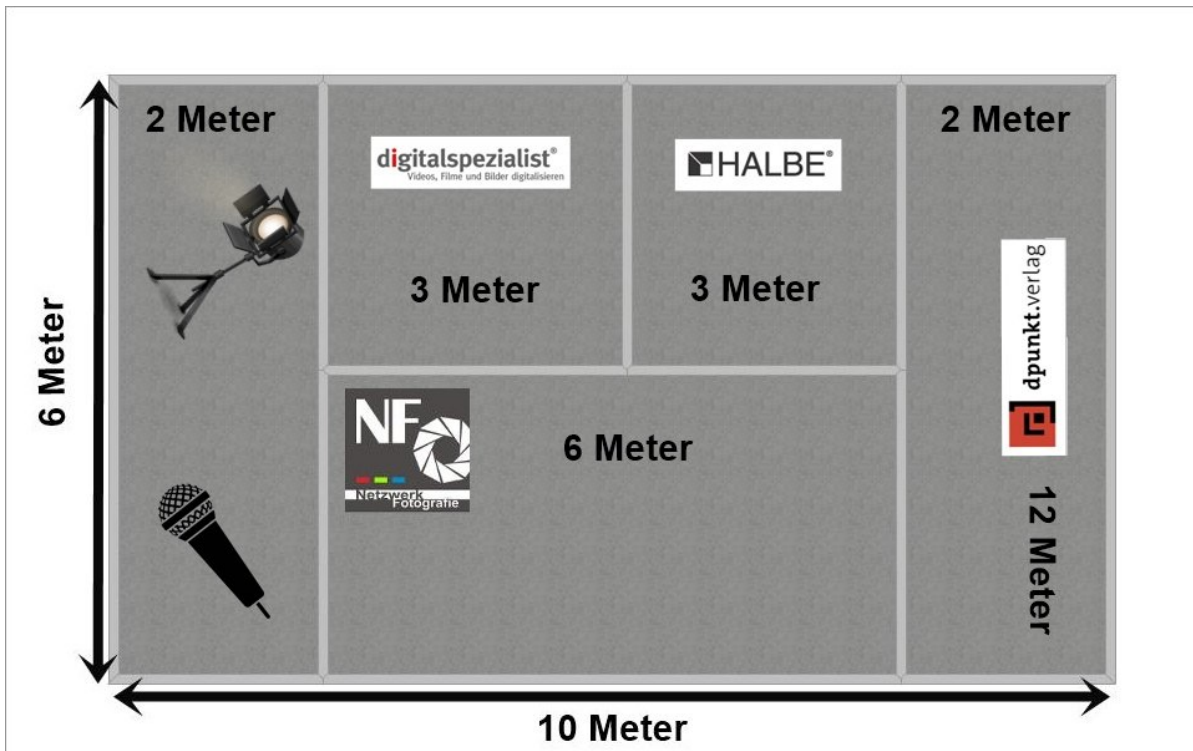 2 Meter
2 Meter
digitalspezialist®
Videos, Filme und Bilder digitalisieren
HALBE®
3 Meter
3 Meter
dpunkt.verlag
6 Meter
NF
6 Meter
Netzwerk
Fotografie
12 Meter
10 Meter